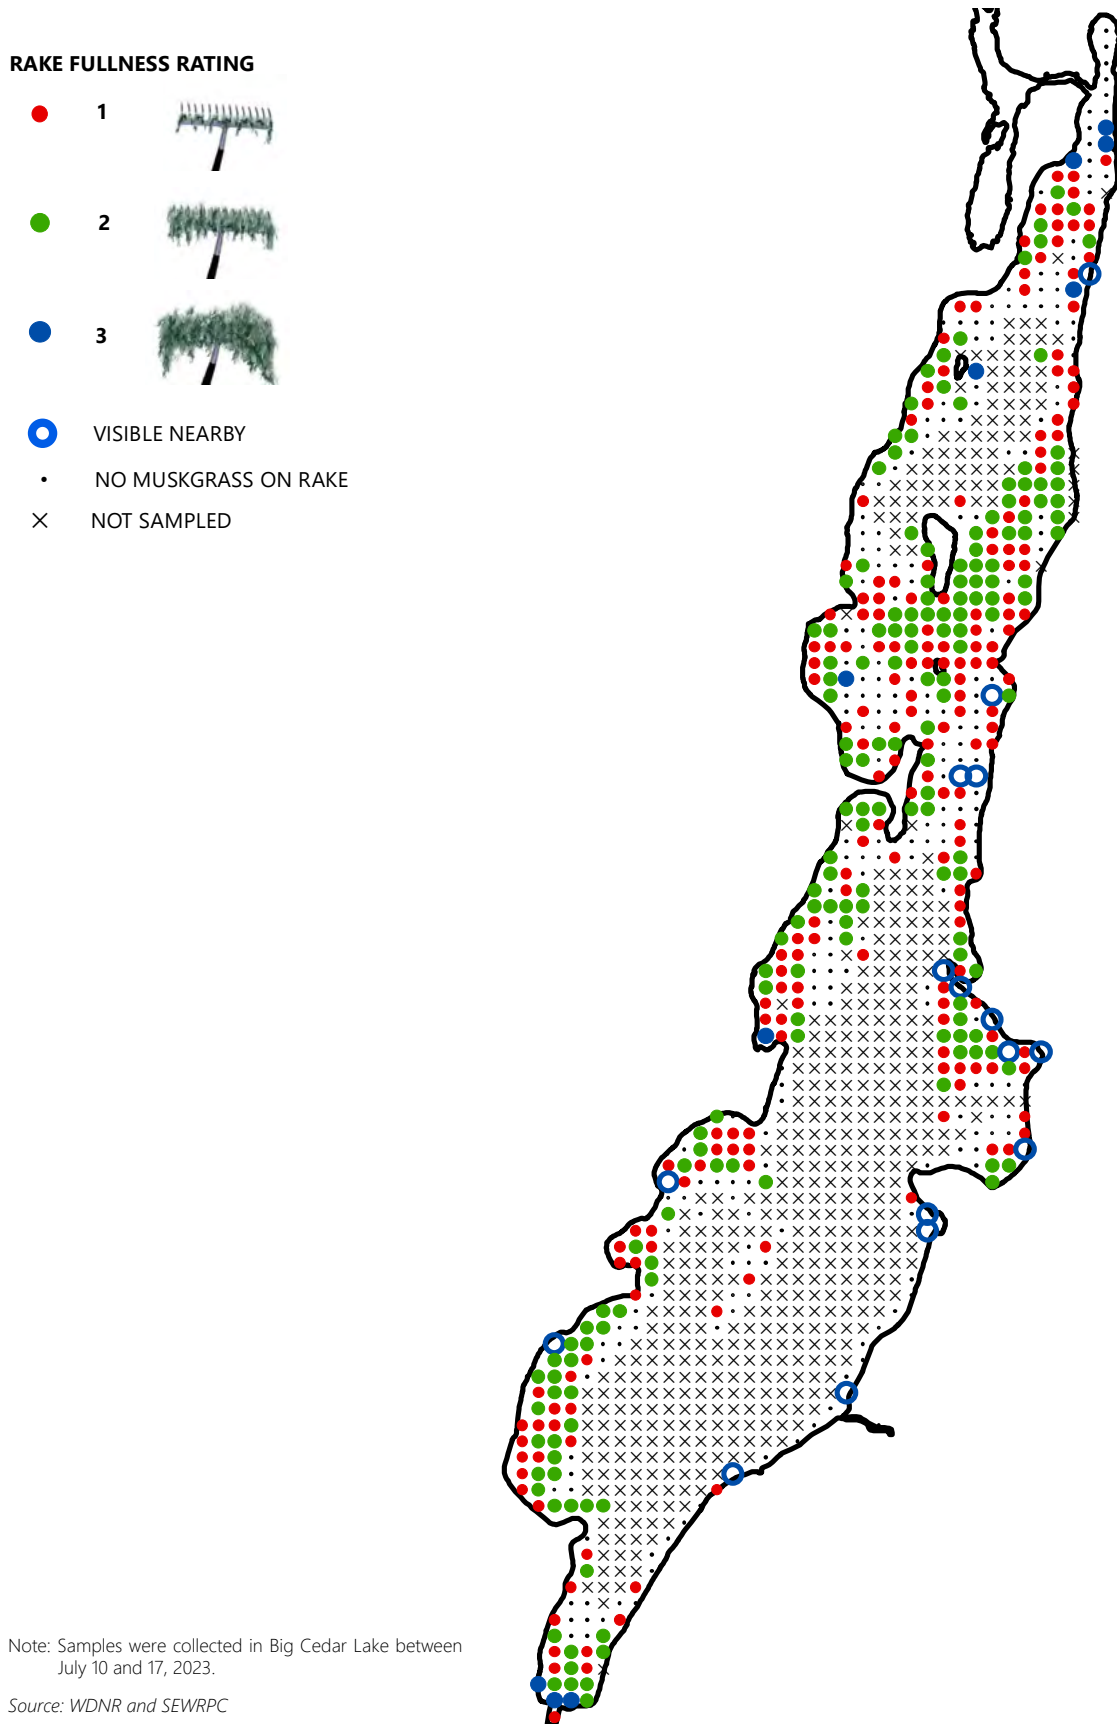 RAKE FULLNESS RATING
1
2
3
VISIBLE NEARBY
NO MUSKGRASS ON RAKE
NOT SAMPLED
Note: Samples were collected in Big Cedar Lake between
July 10 and 17, 2023.
Source: WDNR and SEWRPC